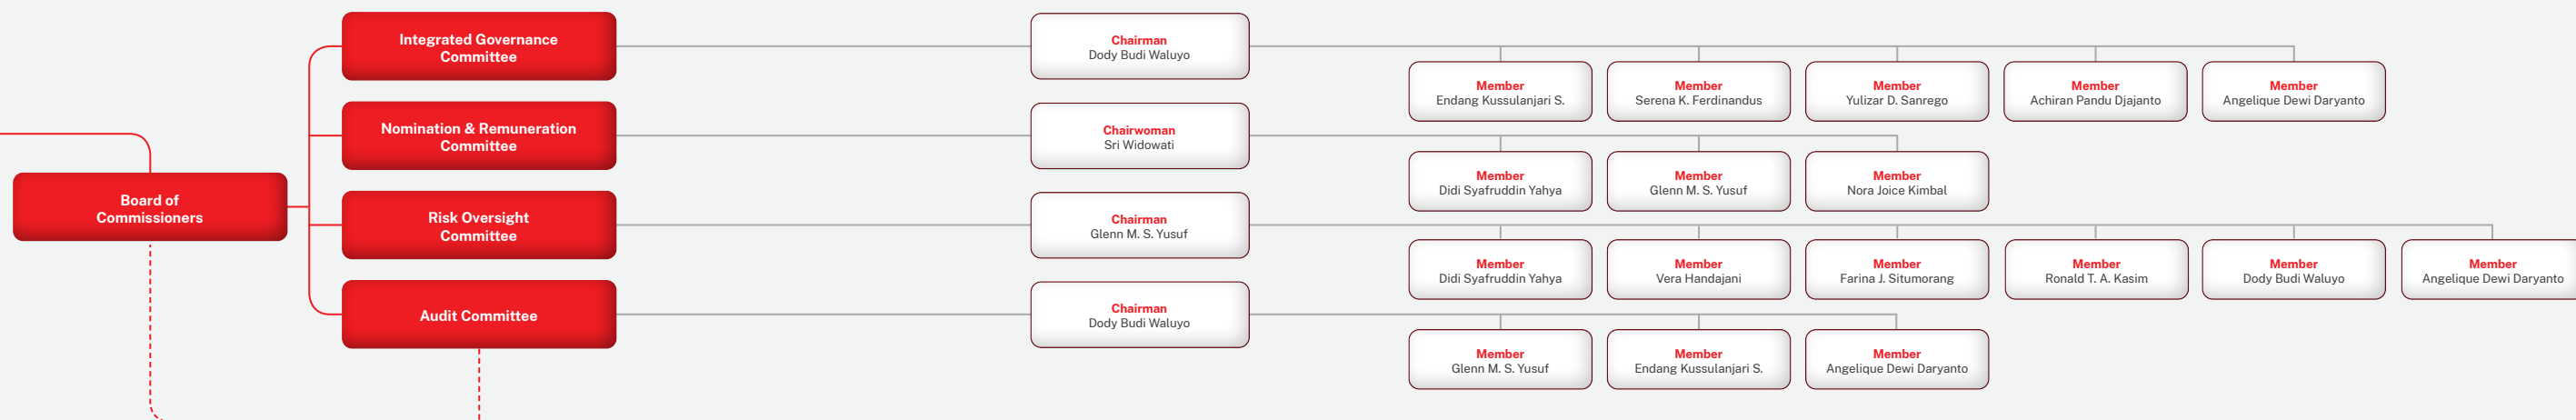 Board of
Commissioners
Integrated Governance
Committee
Chairman
Dody Budi Waluyo
Member
Endang Kussulanjari S.
Member
Serena K. Ferdinandus
Member
Yulizar D. Sanrego
Member
Achiran Pandu Djajanto
Member
Angelique Dewi Daryanto
Nomination & Remuneration
Committee
Chairwoman
Sri Widowati
Member
Didi Syafruddin Yahya
Member
Glenn M. S. Yusuf
Member
Nora Joice Kimbal
Risk Oversight
Committee
Chairman
Glenn M. S. Yusuf
Member
Didi Syafruddin Yahya
Member
Vera Handajani
Member
Farina J. Situmorang
Member
Ronald T. A. Kasim
Member
Dody Budi Waluyo
Member
Angelique Dewi Daryanto
Audit Committee
Chairman
Dody Budi Waluyo
Member
Glenn M. S. Yusuf
Member
Endang Kussulanjari S.
Member
Angelique Dewi Daryanto